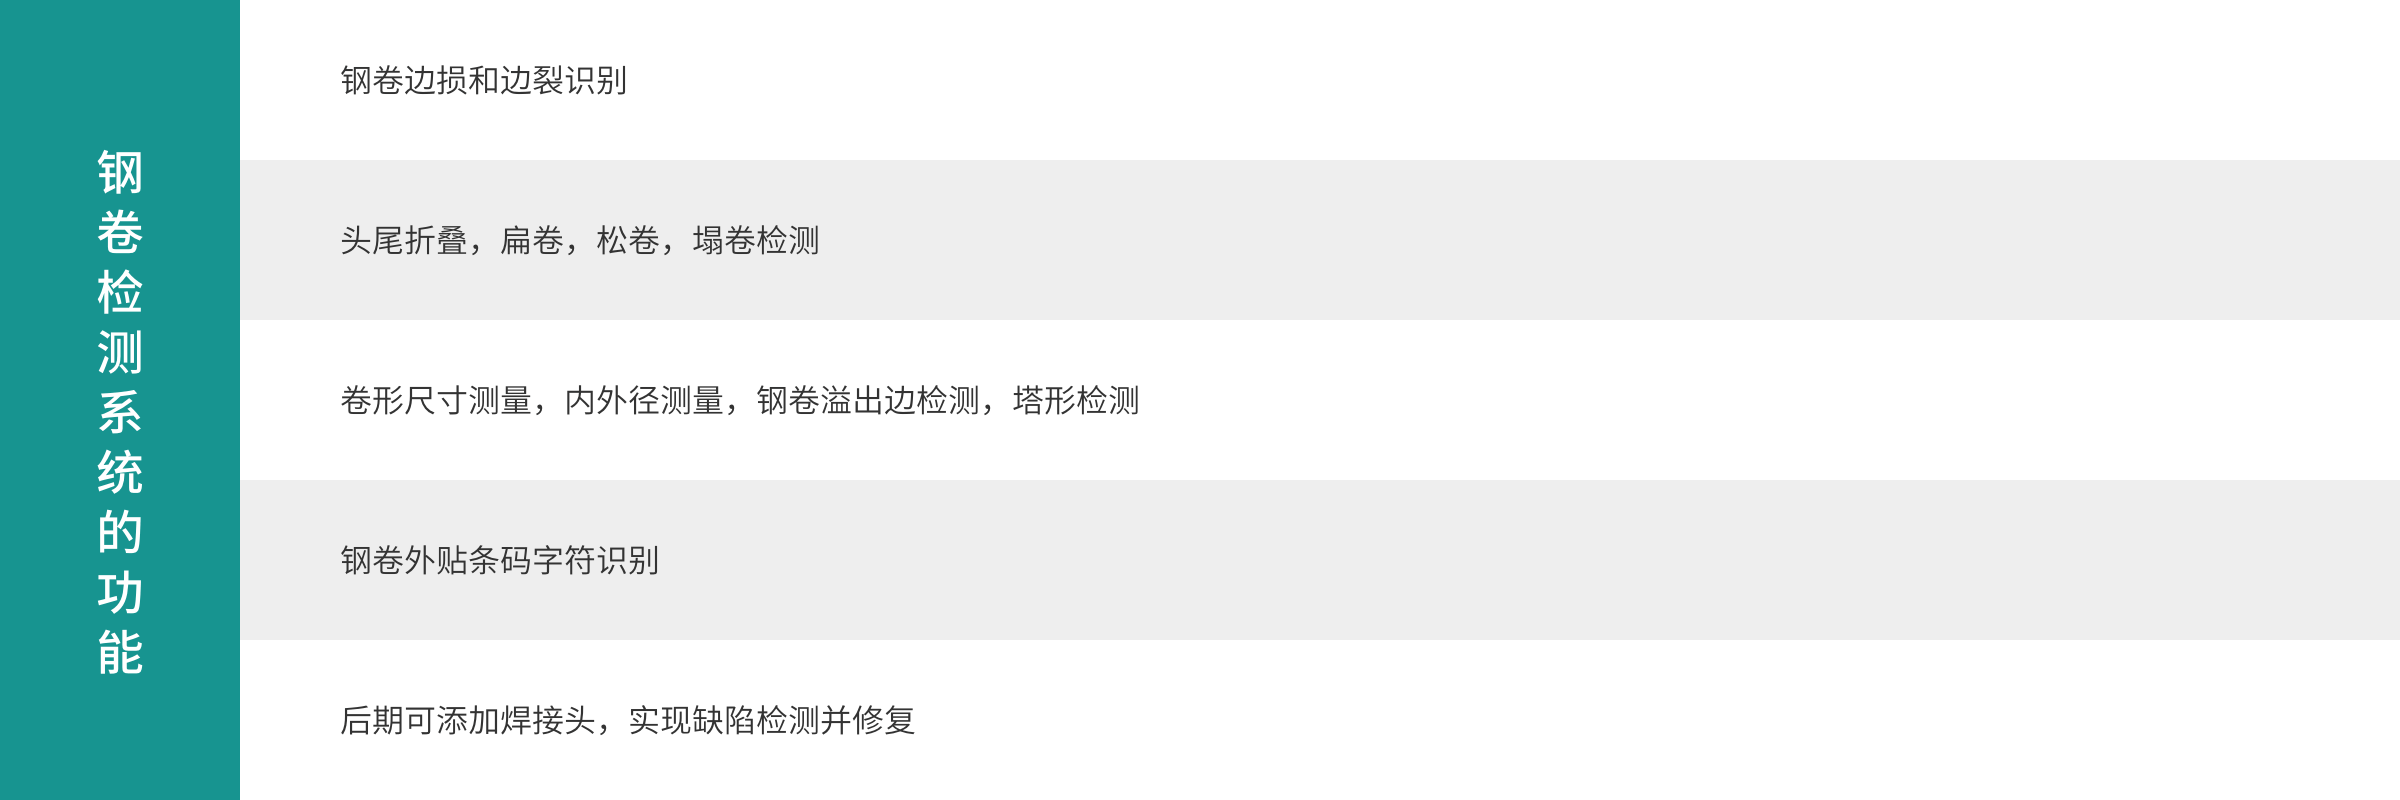 钢卷检测系统的功能
钢卷边损和边裂识别
头尾折叠，扁卷，松卷，塌卷检测
卷形尺寸测量，内外径测量，钢卷溢出边检测，塔形检测
钢卷外贴条码字符识别
后期可添加焊接头，实现缺陷检测并修复